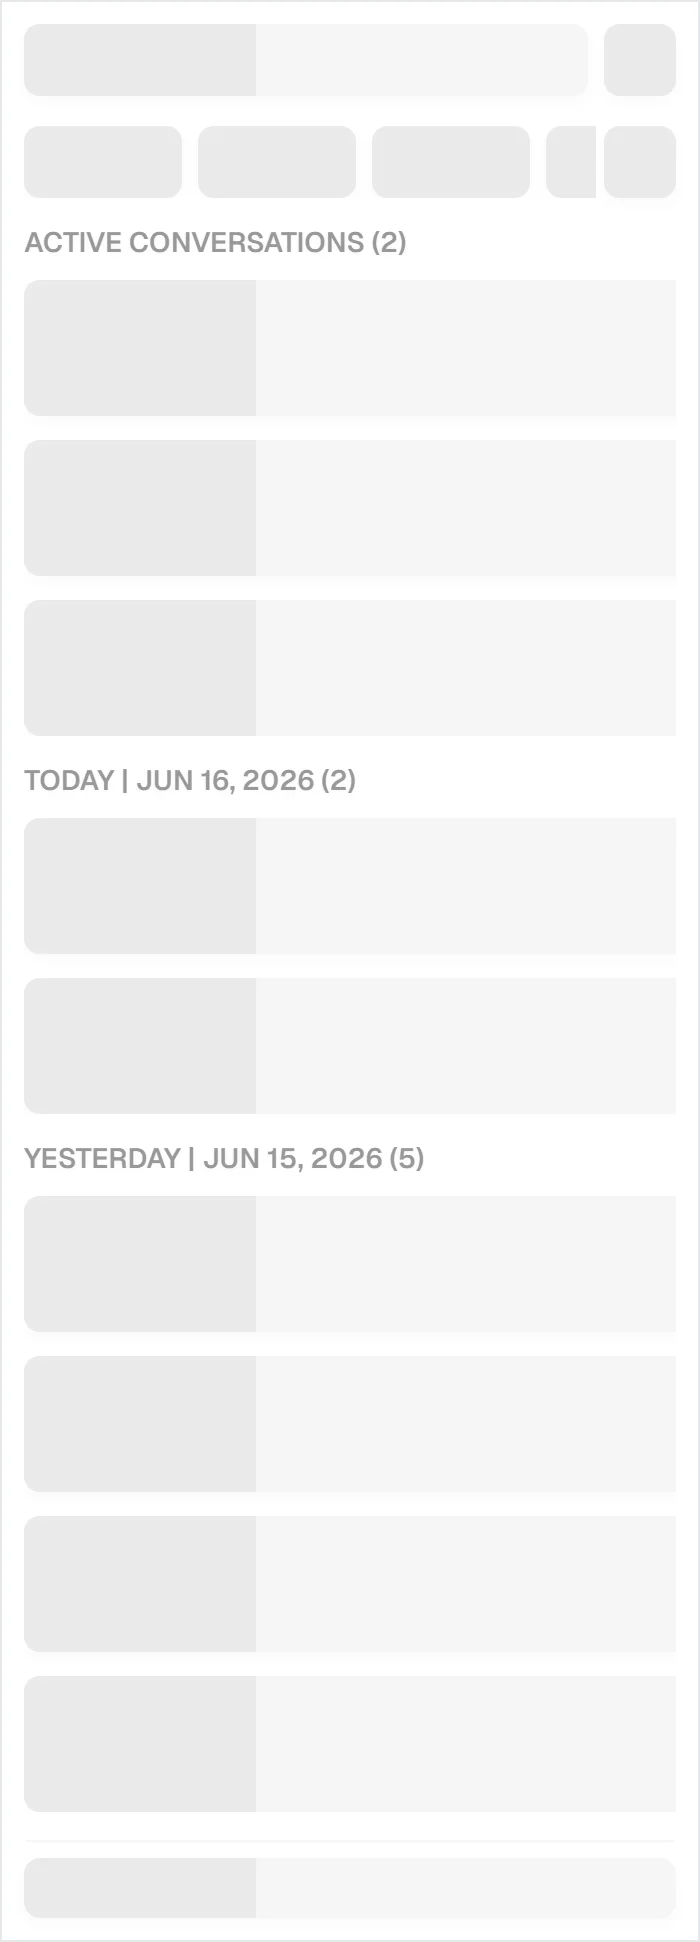 ACTIVE CONVERSATIONS (2)
TODAY | JUN 16, 2026 (2)
YESTERDAY | JUN 15, 2026 (5)